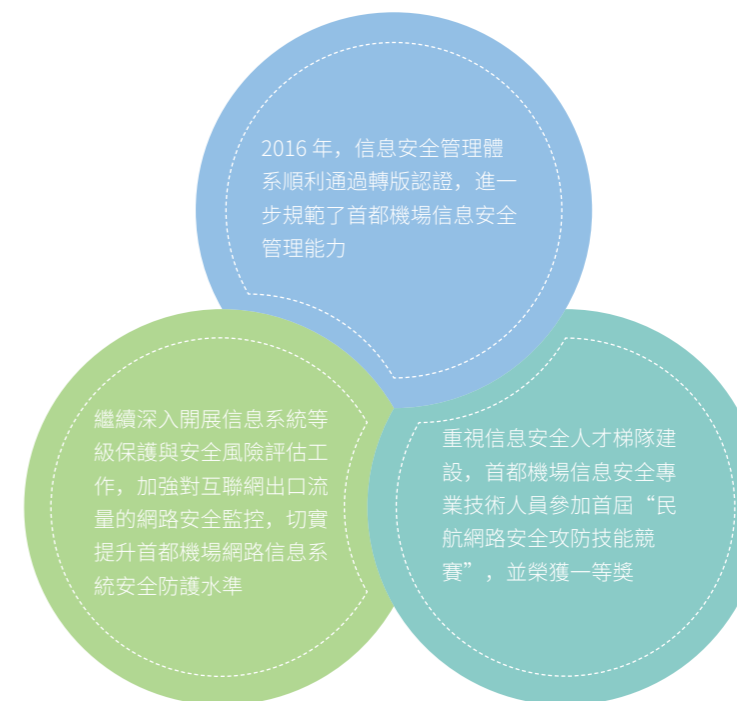 2016 年，信息安全管理體
系順利通過轉版認證，進一
步規範了首都機場信息安全
管理能力
繼續深入開展信息系統等
級保護與安全風險評估工
作，加強對互聯網出口流
量的網路安全監控，切實
提升首都機場網路信息系
統安全防護水準
重視信息安全人才梯隊建
設，首都機場信息安全專
業技術人員參加首屆“民
航網路安全攻防技能競
賽”，並榮獲一等獎